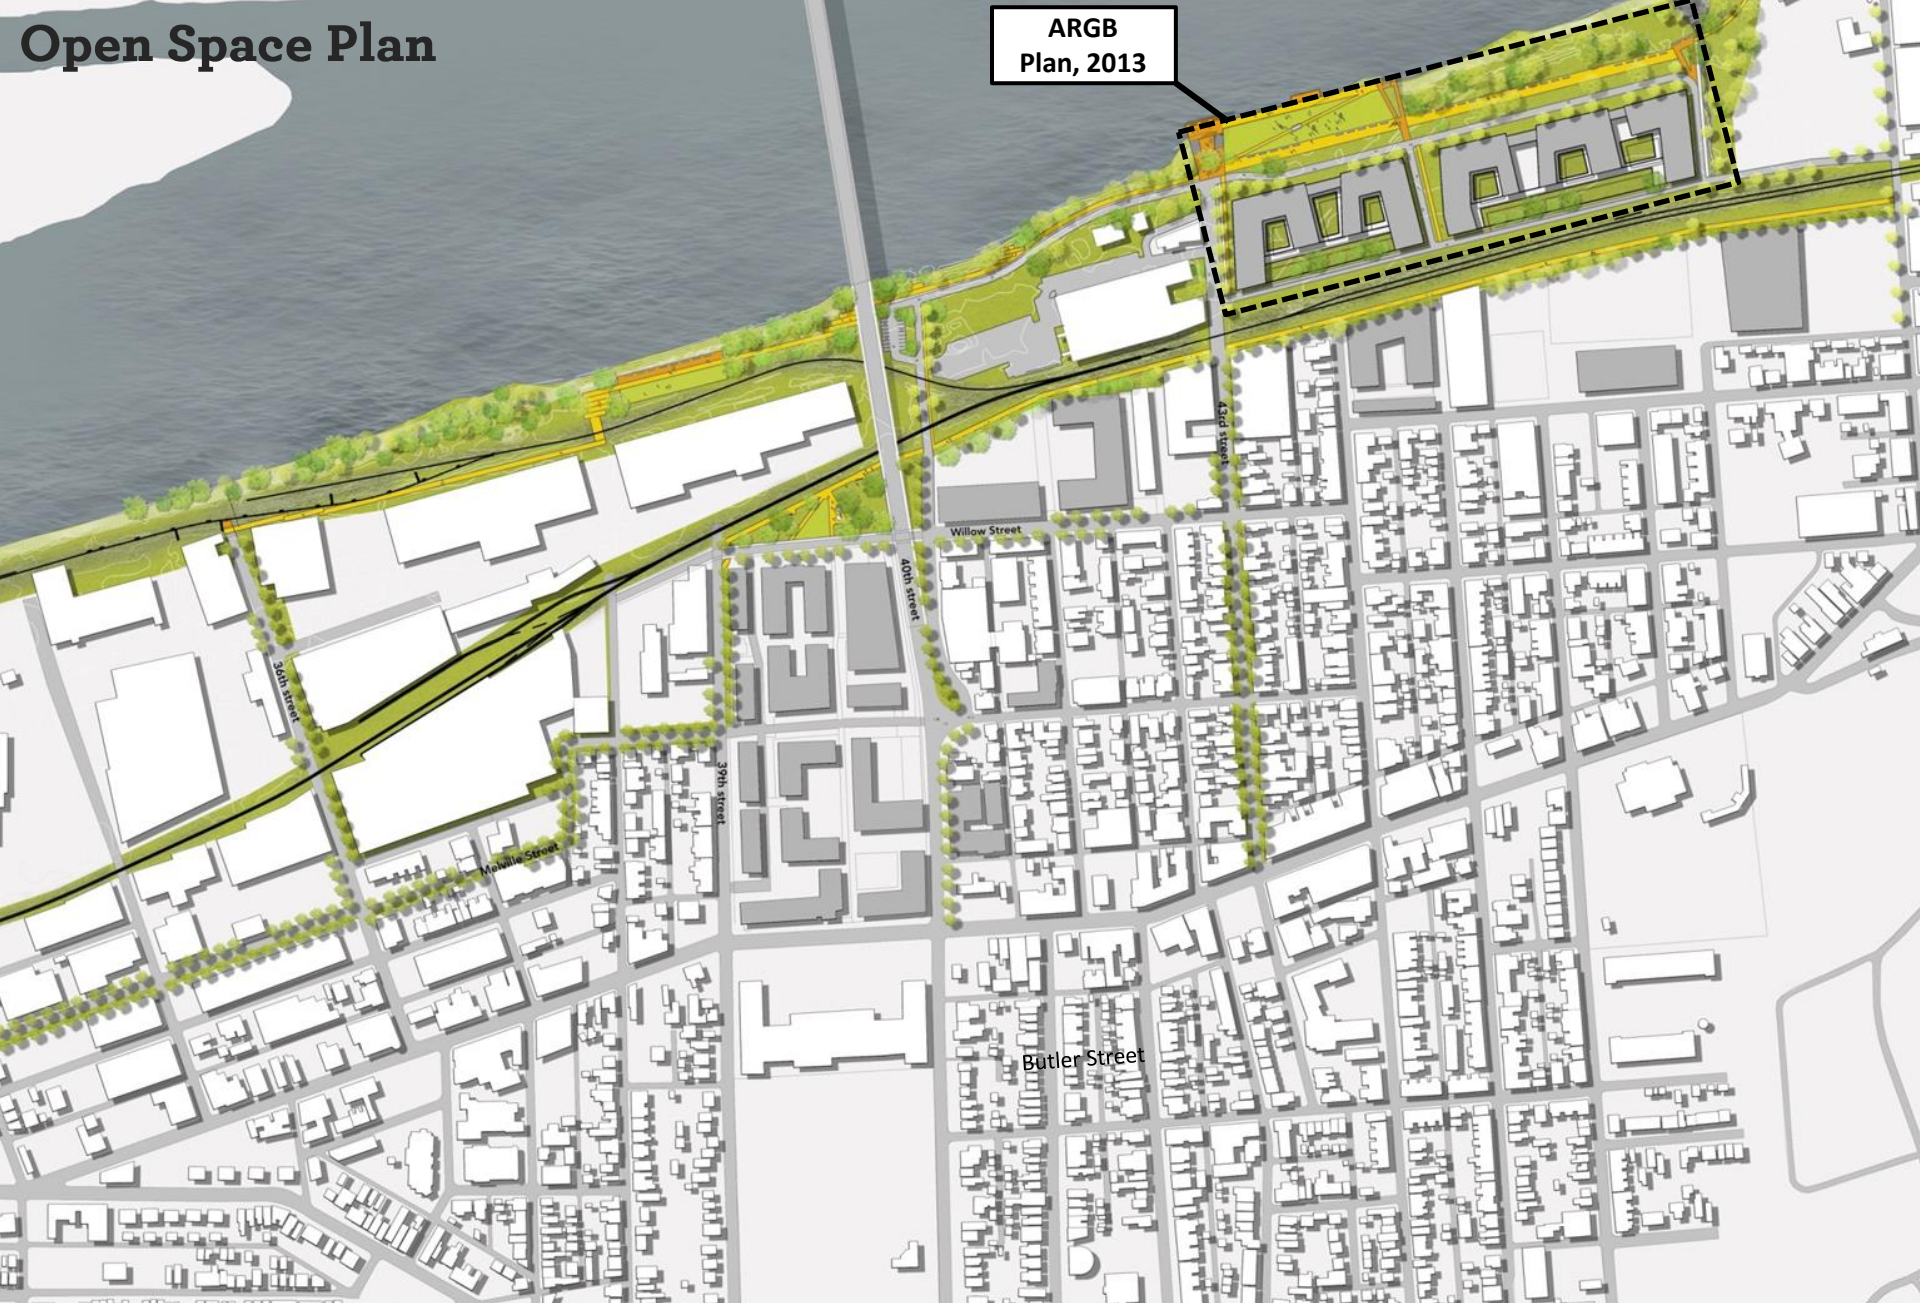 Open Space Plan
ARGB
Plan, 2013
43rd street
Willow Street
40th street
36th street
39th street
Melville Street
Butler Street